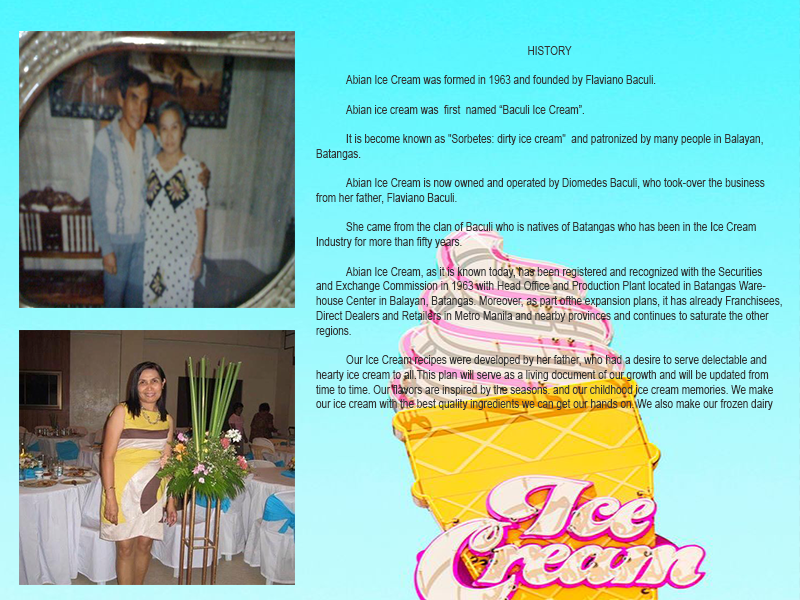 HISTORY
Abian Ice Cream was formed in 1963 and founded by Flaviano Baculi.
Abian ice cream was first named “Baculi Ice Cream”.
It is become known as "Sorbetes: dirty ice cream" and patronized by many people in Balayan,
Batangas.
Abian Ice Cream is now owned and operated by Diomedes Baculi, who took-over the business
from her father, Flaviano Baculi.
She came from the clan of Baculi who is natives of Batangas who has been in the Ice Cream
Industry for more than fifty years.
Abian Ice Cream, as it is known today, has been registered and recognized with the Securities
and Exchange Commission in 1963 with Head Office and Production Plant located in Batangas Ware-
house Center in Balayan, Batangas. Moreover, as part ofthe expansion plans, it has already Franchisees,
Direct Dealers and Retailers in Metro Manila and nearby provinces and continues to saturate the other
regions.
Our Ice Cream recipes were developed by her father, who had a desire to serve delectable and
hearty ice cream to all.This plan will serve as a living document of our growth and will be updated from
time to time. Our flavors are inspired by the seasons, and our childhood ice cream memories. We make
our ice cream with the best quality ingredients we can get our hands on. We also make our frozen dairy
Ice
Cream